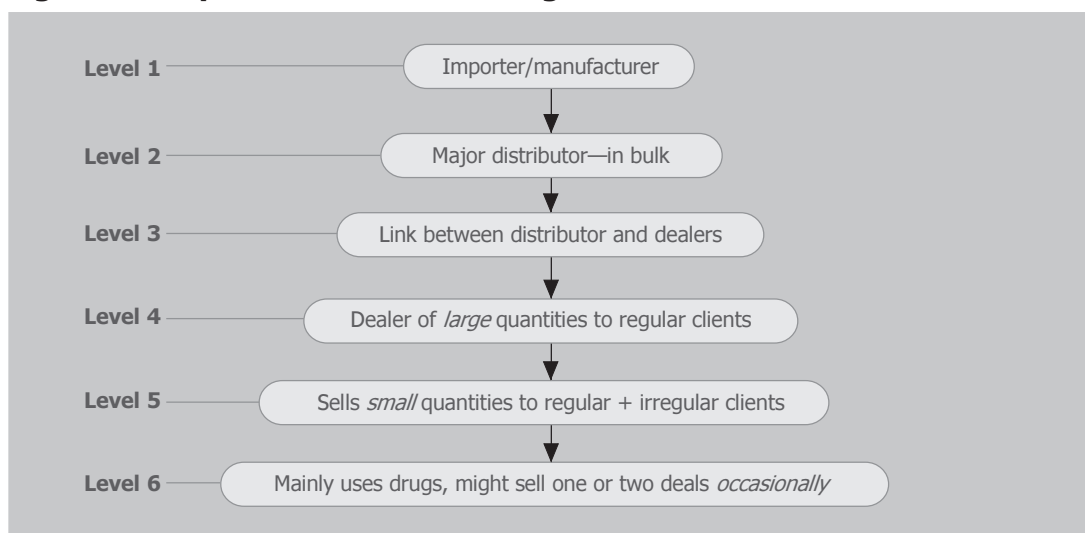 Level 1 Importer/manufacturer
Level 2 Major distributor—in bulk
Level 3 Link between distributor and dealers
Level 4 Dealer of large quantities to regular clients
Level 5 Sells small quantities to regular + irregular clients
Level 6 Mainly uses drugs, might sell one or two deals occasionally